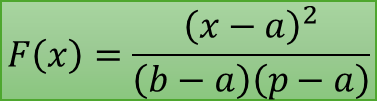 F(x) = (x − a)² / (b − a)(p − a)